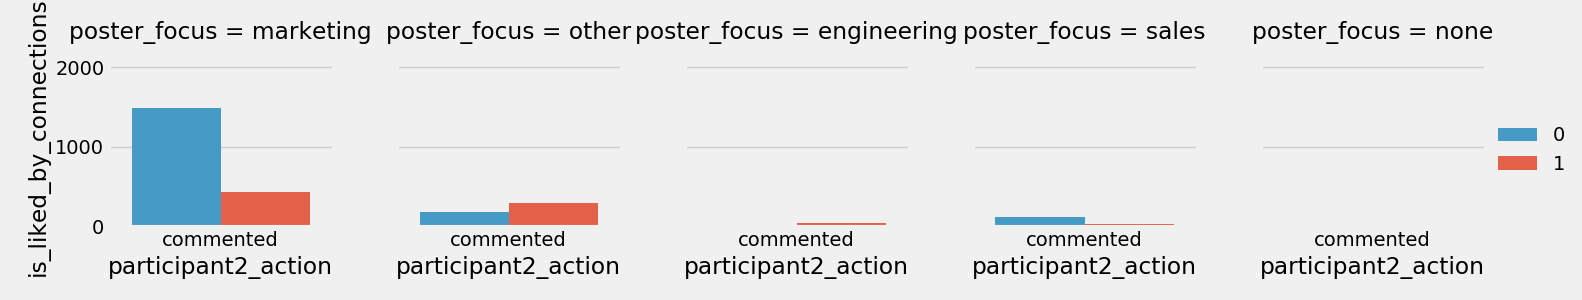 poster_focus = marketing
poster_focus = other
poster_focus = engineering
poster_focus = sales
poster_focus = none
is_liked_by_connections
2000
1000
0
commented
commented
commented
commented
commented
participant2_action
participant2_action
participant2_action
participant2_action
participant2_action
0
1